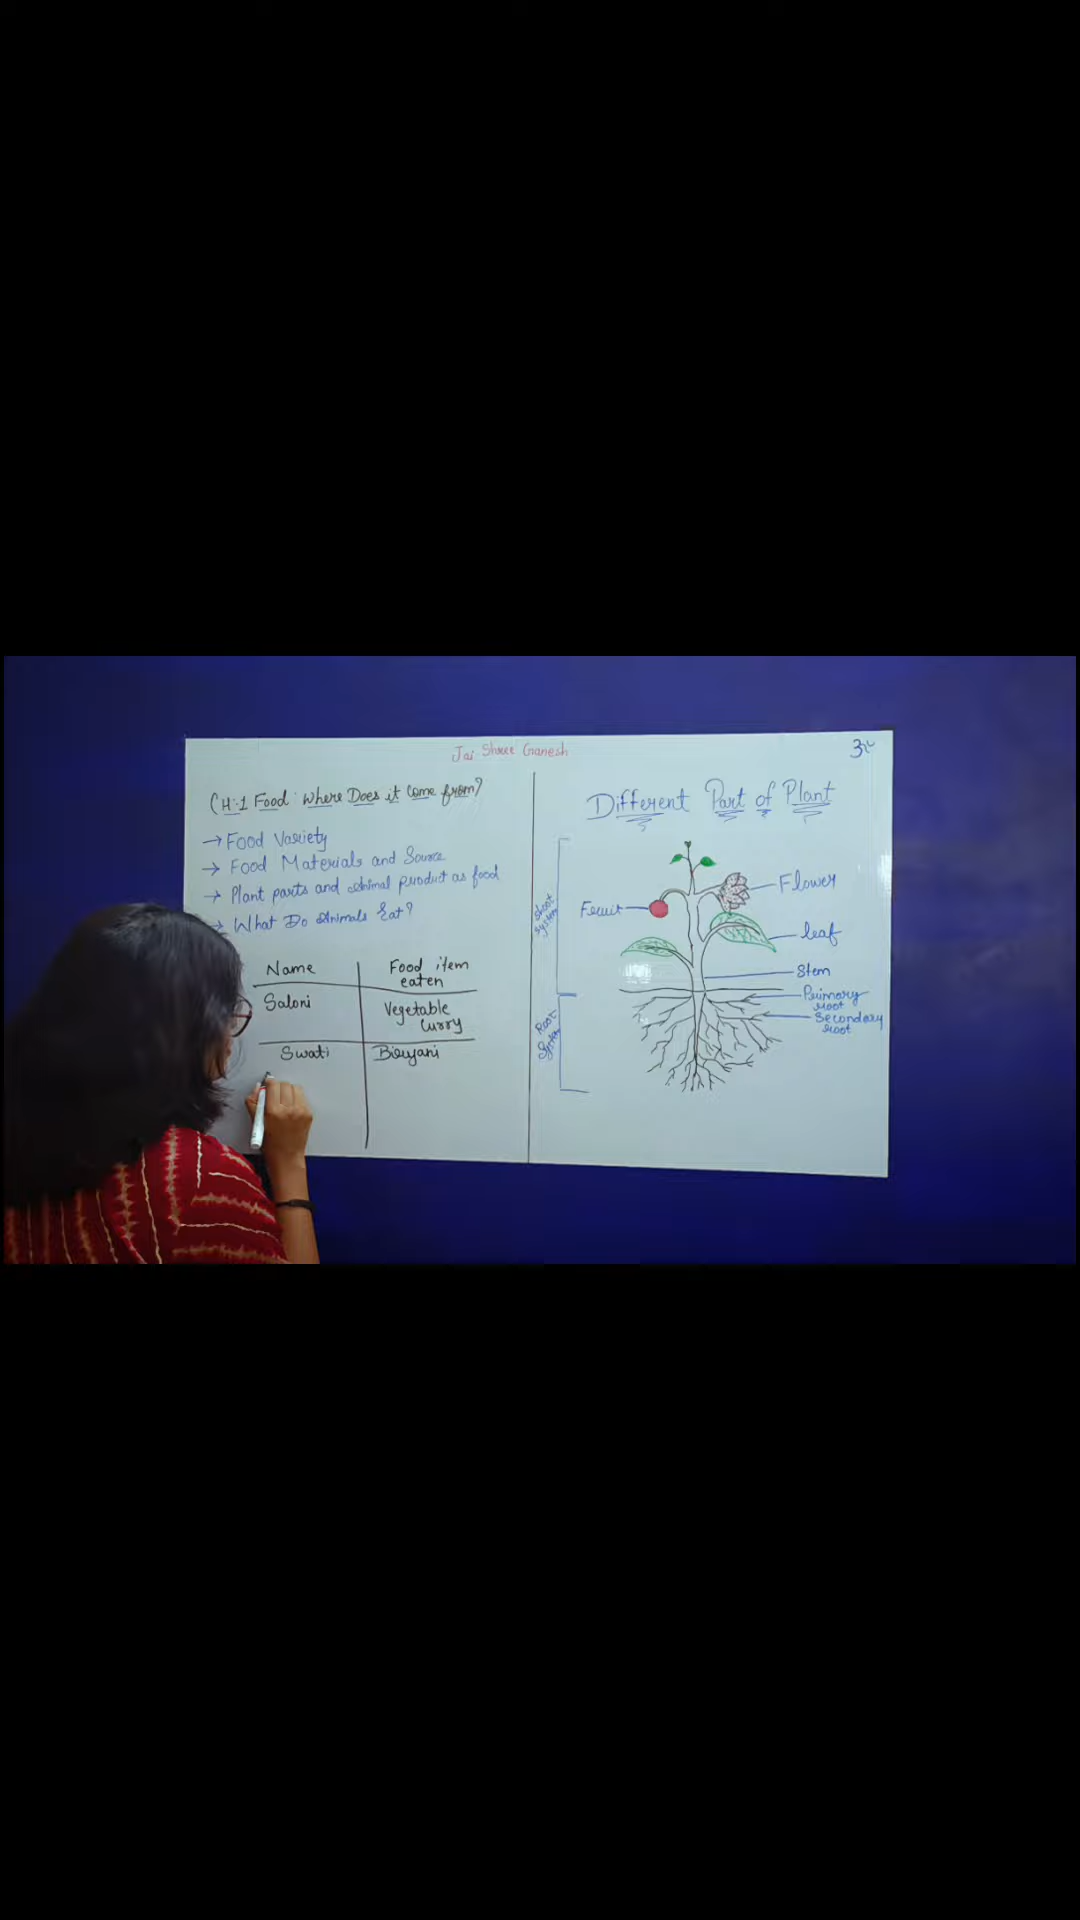 Jai Shree Ganesh
ॐ
CH:-1 Food: Where Does it Come from?
→ Food Variety
→ Food Materials and Source
→ Plant parts and Animal product as food
→ What Do Animals Eat?
Name
Food item
eaten
Saloni
Vegetable
Curry
Swati
Biryani
Different Part of Plant
Shoot
System
Root
System
Fruit
Flower
leaf
Stem
Primary
root
Secondary
root